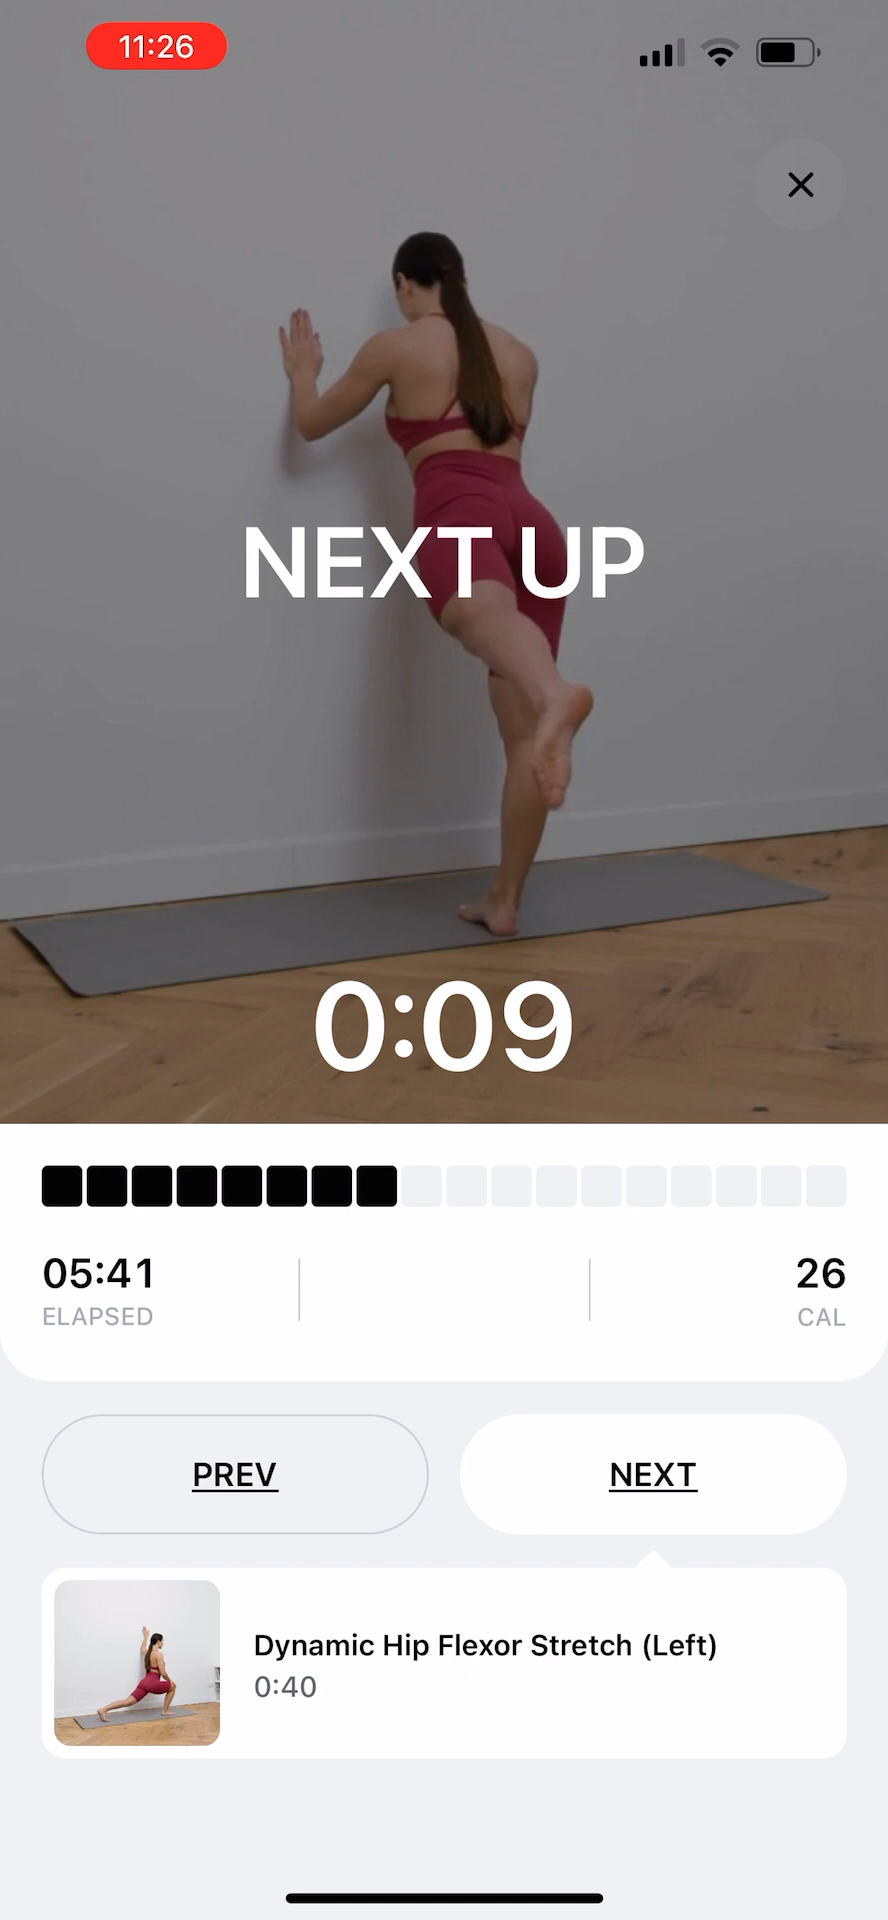 11:26
NEXT UP
0:09
05:41
ELAPSED
26
CAL
PREV
NEXT
Dynamic Hip Flexor Stretch (Left)
0:40